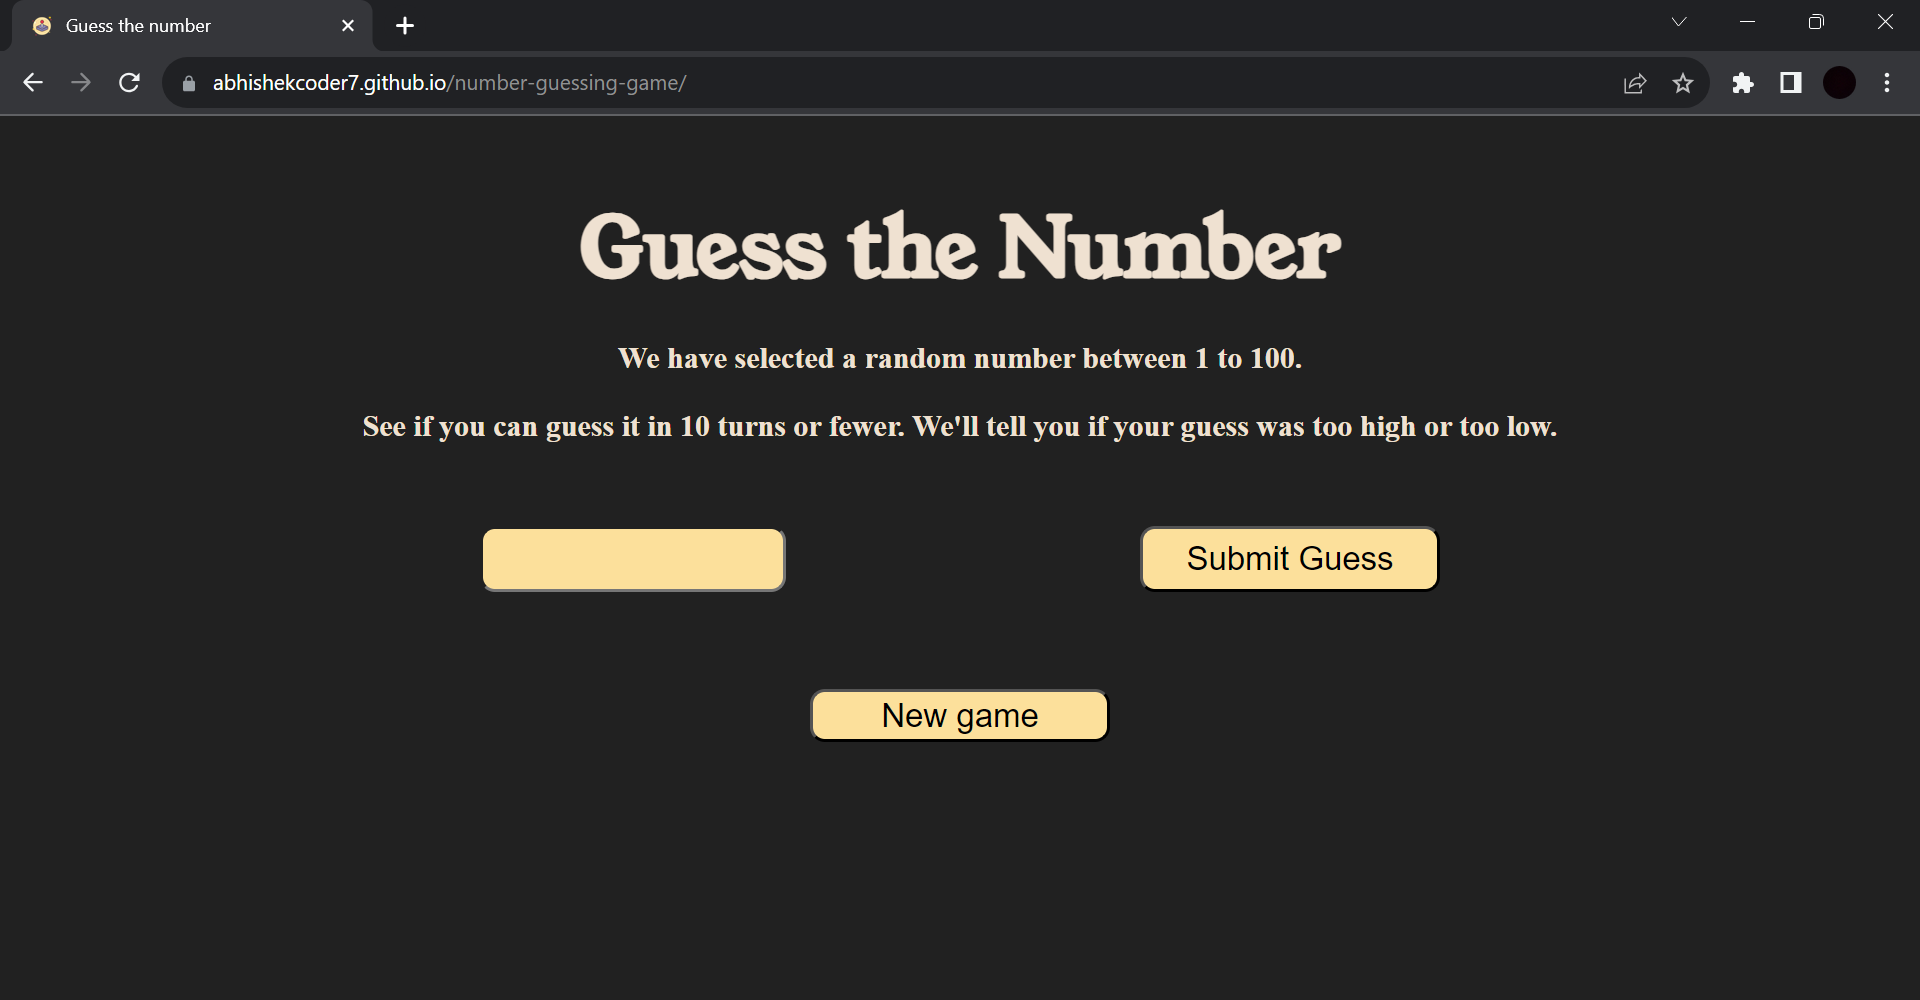 Guess the number
abhishekcoder7.github.io/number-guessing-game/
Guess the Number
We have selected a random number between 1 to 100.
See if you can guess it in 10 turns or fewer. We'll tell you if your guess was too high or too low.
Submit Guess
New game